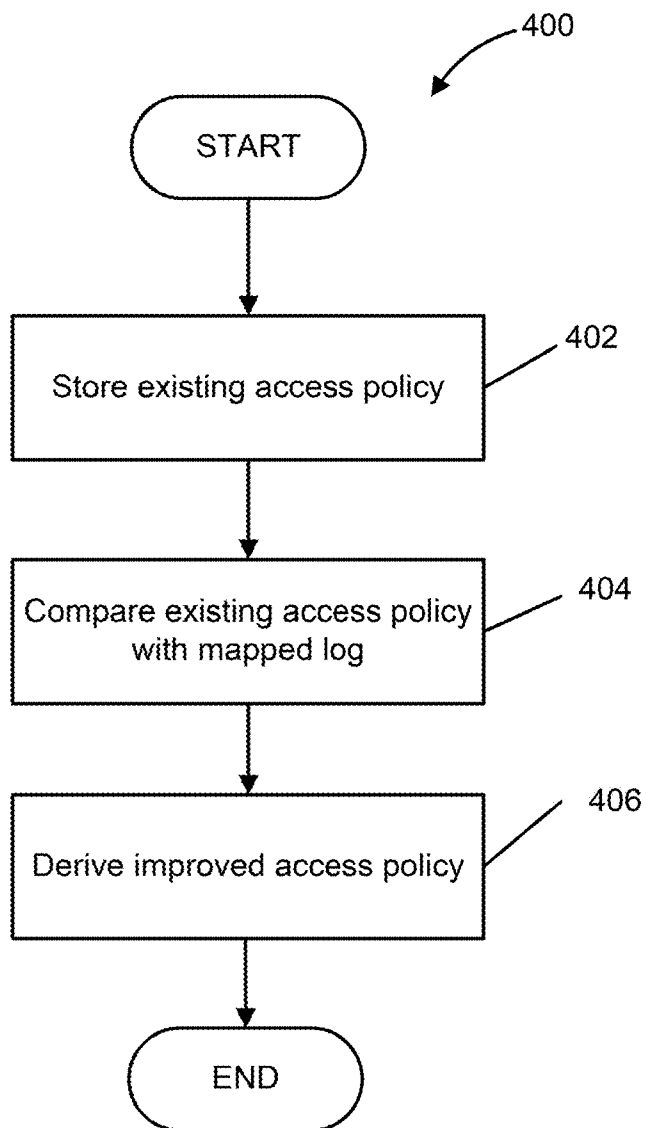 400
START
Store existing access policy
402
Compare existing access policy
with mapped log
404
Derive improved access policy
406
END